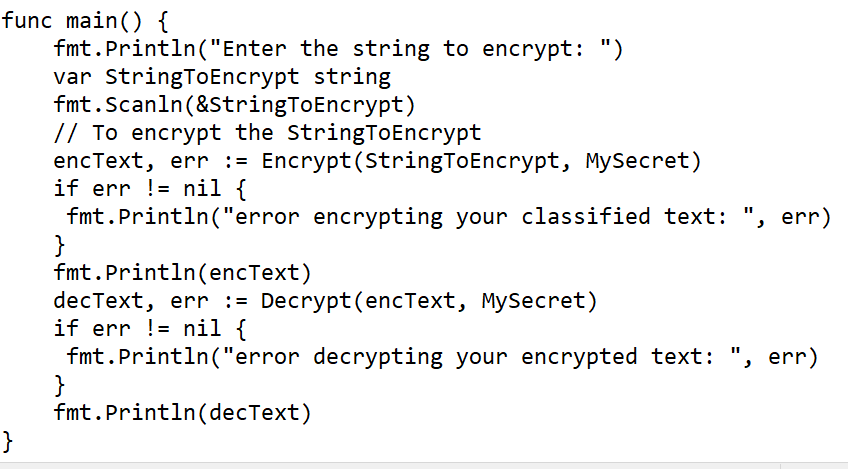 func main() {
    fmt.Println("Enter the string to encrypt: ")
    var StringToEncrypt string
    fmt.Scanln(&StringToEncrypt)
    // To encrypt the StringToEncrypt
    encText, err := Encrypt(StringToEncrypt, MySecret)
    if err != nil {
     fmt.Println("error encrypting your classified text: ", err)
    }
    fmt.Println(encText)
    decText, err := Decrypt(encText, MySecret)
    if err != nil {
     fmt.Println("error decrypting your encrypted text: ", err)
    }
    fmt.Println(decText)
}